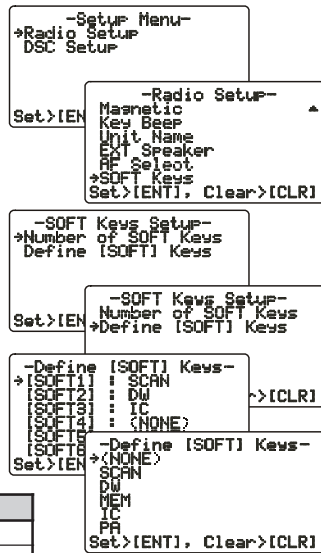 -Setup Menu-
→Radio Setup
DSC Setup
Set>[EN
-Radio Setup-
Magnetic
Key Beep
Unit Name
EXT Speaker
AF Select
→SOFT Keys
Set>[ENT], Clear>[CLR]
-SOFT Keys Setup-
→Number of SOFT Keys
Define [SOFT] Keys
Set>[EN
-SOFT Keys Setup-
Number of SOFT Keys
→Define [SOFT] Keys
>[CLR]
-Define [SOFT] Keys-
→[SOFT1] : SCAN
[SOFT2] : DW
[SOFT3] : IC
[SOFT4] : (NONE)
[SOFT5
[SOFT6
Set>[EN
-Define [SOFT] Keys-
→(NONE)
SCAN
DW
MEM
IC
PA
Set>[ENT], Clear>[CLR]